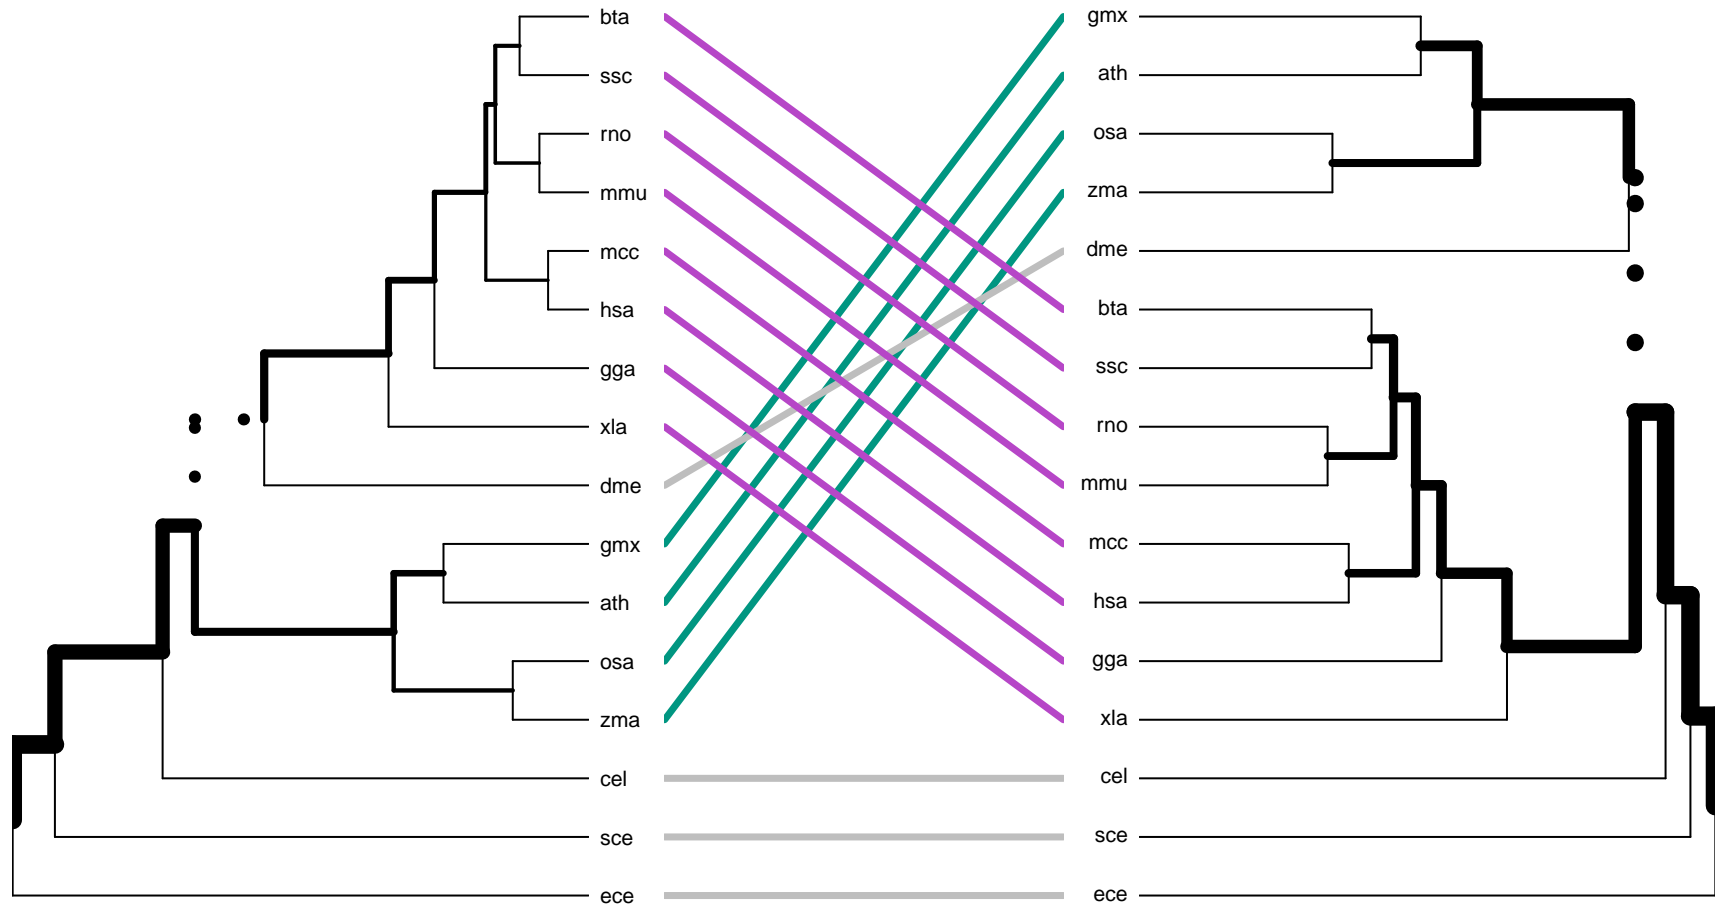 bta gmx
ssc ath
rno osa
mmu zma
mcc dme
hsa bta
gga ssc
xla rno
dme mmu
gmx mcc
ath hsa
osa gga
zma xla
cel cel
sce sce
ece ece